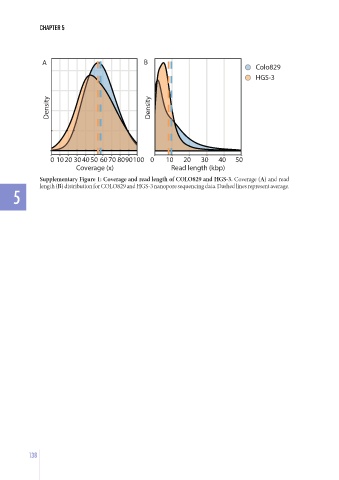 CHAPTER 5
A
B
Colo829
HGS-3
Density
Density
0 10 20 30 40 50 60 70 80 90 100
0 10 20 30 40 50
Coverage (x)
Read length (kbp)
Supplementary Figure 1: Coverage and read length of COLO829 and HGS-3. Coverage (A) and read
length (B) distribution for COLO829 and HGS-3 nanopore sequencing data. Dashed lines represent average.
5
138